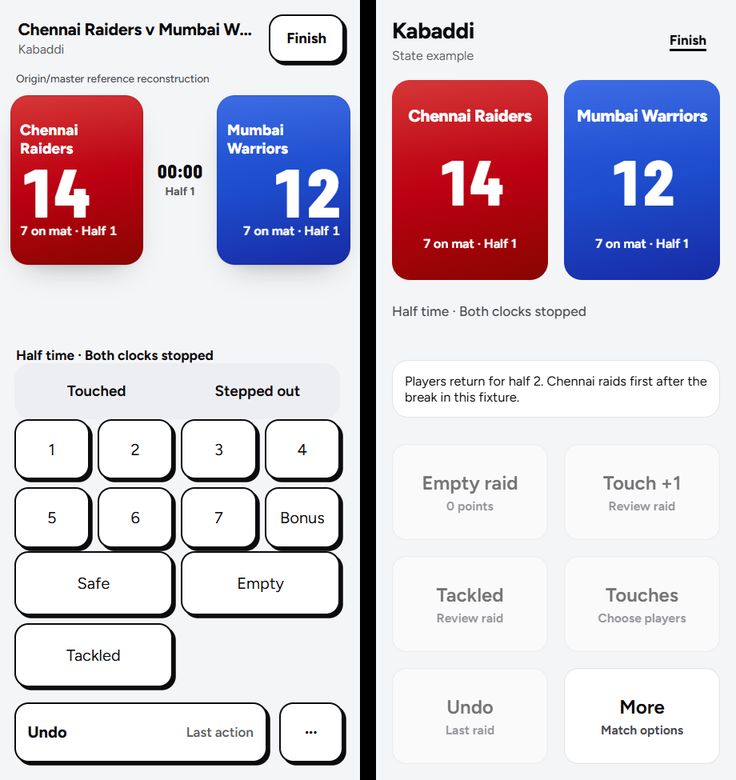 Chennai Raiders v Mumbai W...
Kabaddi
Finish
Origin/master reference reconstruction
Chennai
Raiders
14
7 on mat · Half 1
00:00
Half 1
Mumbai
Warriors
12
7 on mat · Half 1
Half time · Both clocks stopped
Touched
Stepped out
1
2
3
4
5
6
7
Bonus
Safe
Empty
Tackled
Undo
Last action
...
Kabaddi
State example
Finish
Chennai Raiders
14
7 on mat · Half 1
Mumbai Warriors
12
7 on mat · Half 1
Half time · Both clocks stopped
Players return for half 2. Chennai raids first after the
break in this fixture.
Empty raid
0 points
Touch +1
Review raid
Tackled
Review raid
Touches
Choose players
Undo
Last raid
More
Match options